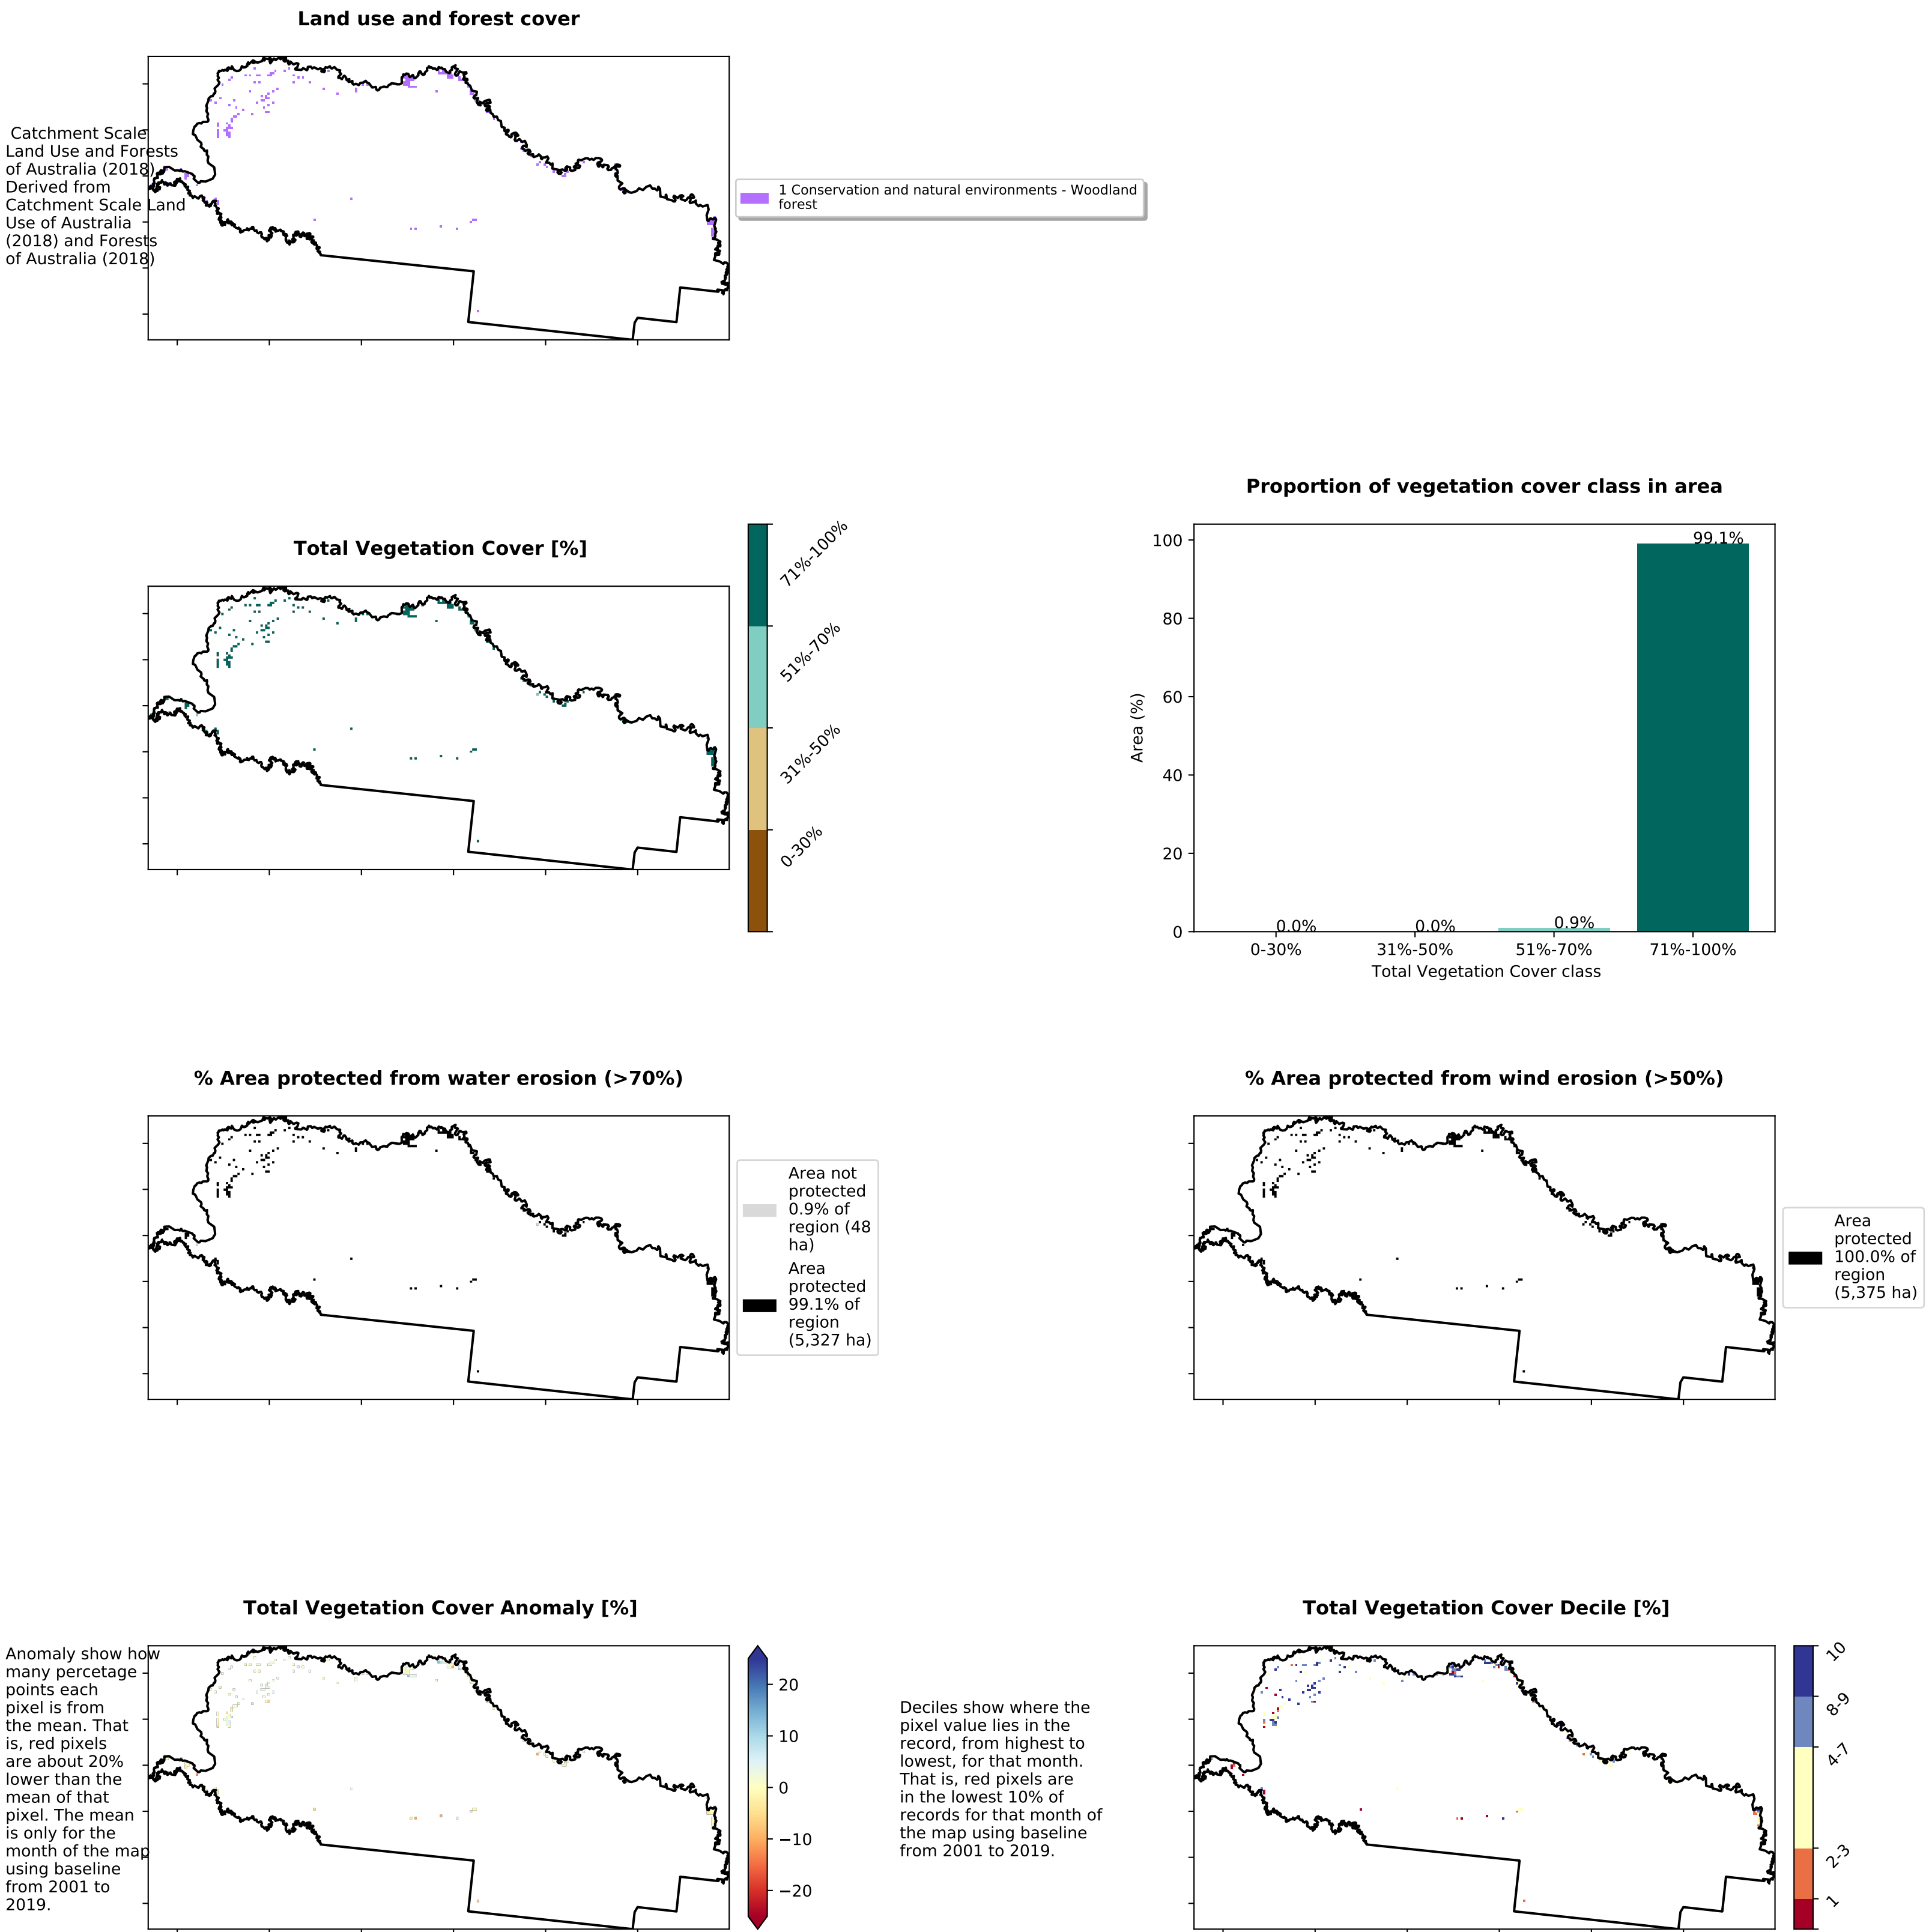 Land use and forest cover
Catchment Scale
Land Use and Forests
of Australia (2018)
Derived from
Catchment Scale Land
Use of Australia
(2018) and Forests
of Australia (2018)
1 Conservation and natural environments - Woodland
forest
Total Vegetation Cover [%]
71%-100%
51%-70%
31%-50%
0-30%
Proportion of vegetation cover class in area
Area (%)
100
80
60
40
20
0
0.0%
0.0%
0.9%
99.1%
0-30%
31%-50%
51%-70%
71%-100%
Total Vegetation Cover class
% Area protected from water erosion (>70%)
Area not
protected
0.9% of
region (48
ha)
Area
protected
99.1% of
region
(5,327 ha)
% Area protected from wind erosion (>50%)
Area
protected
100.0% of
region
(5,375 ha)
Total Vegetation Cover Anomaly [%]
Anomaly show how
many percetage
points each
pixel is from
the mean. That
is, red pixels
are about 20%
lower than the
mean of that
pixel. The mean
is only for the
month of the map
using baseline
from 2001 to
2019.
20
10
0
−10
−20
Total Vegetation Cover Decile [%]
Deciles show where the
pixel value lies in the
record, from highest to
lowest, for that month.
That is, red pixels are
in the lowest 10% of
records for that month of
the map using baseline
from 2001 to 2019.
10
8-9
4-7
2-3
1